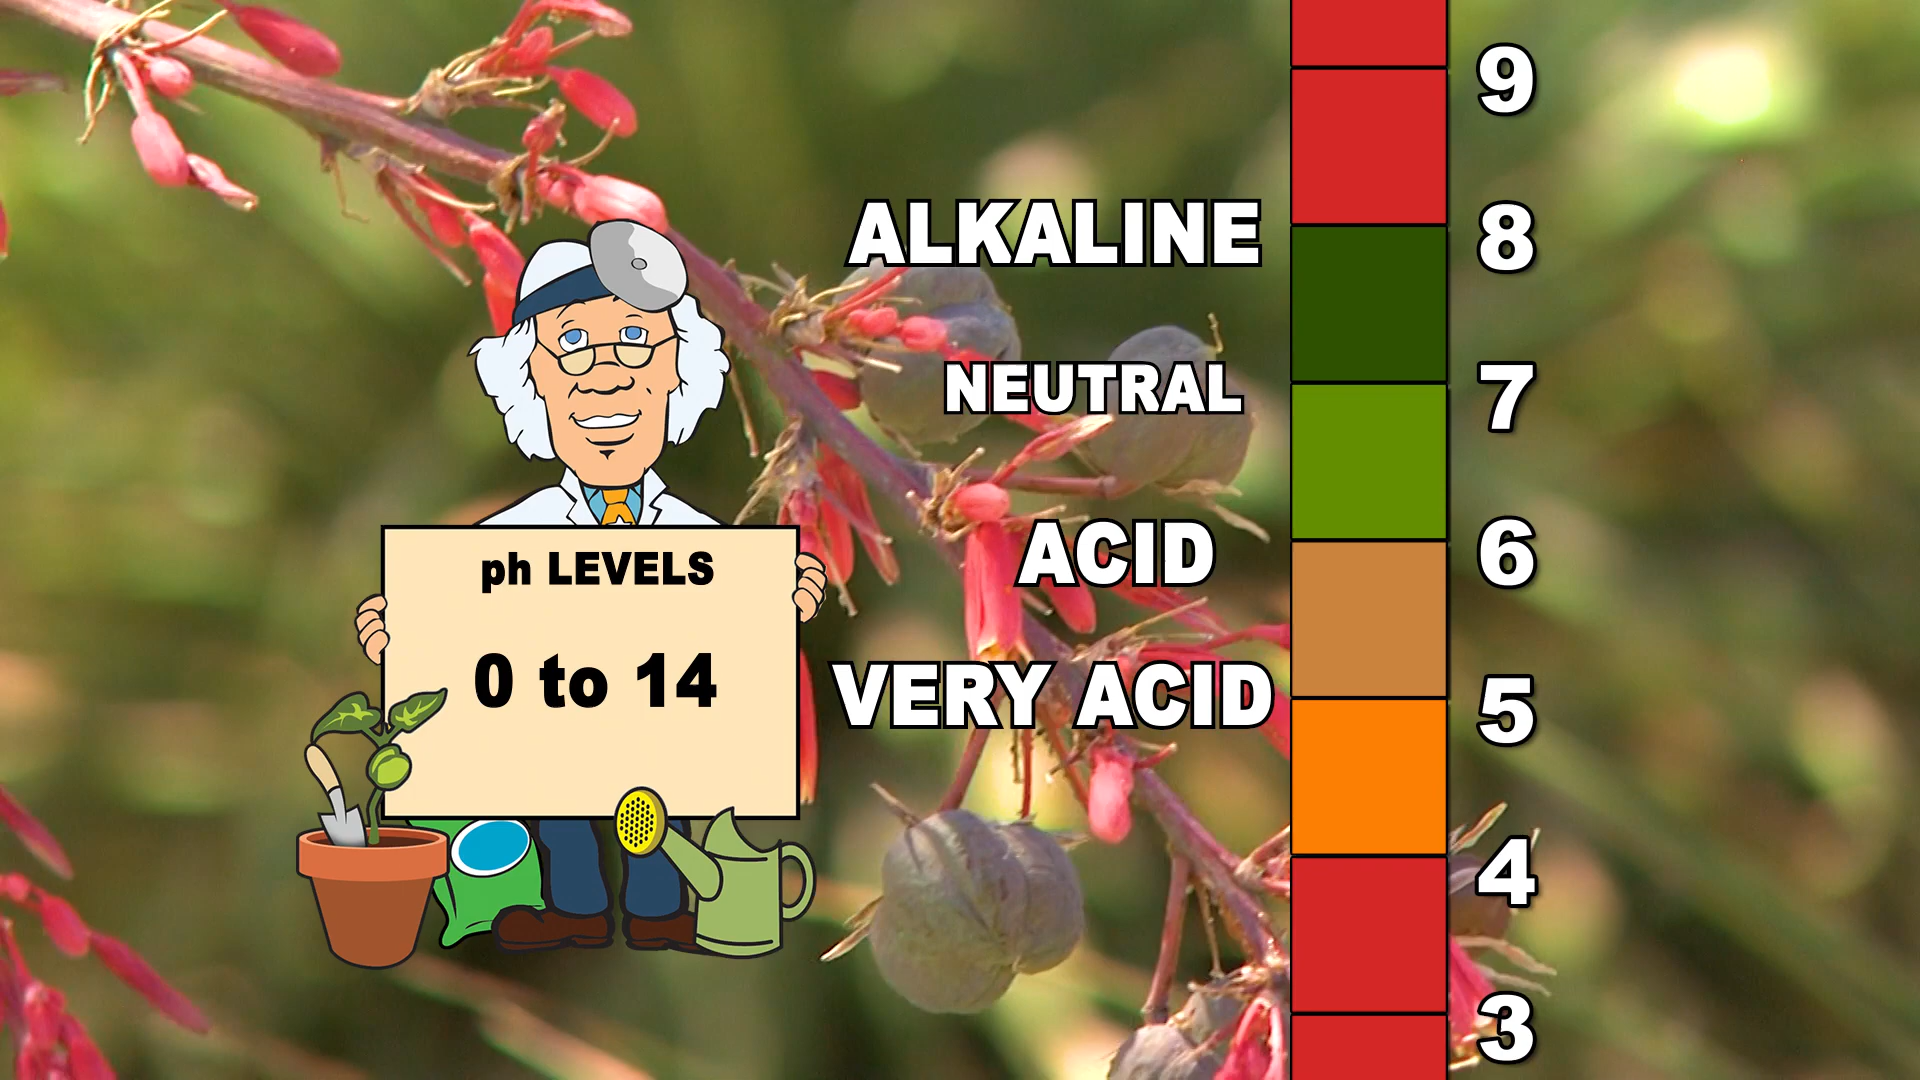 9
ALKALINE 8
NEUTRAL 7
ACID 6
ph LEVELS
0 to 14
VERY ACID 5
4
3